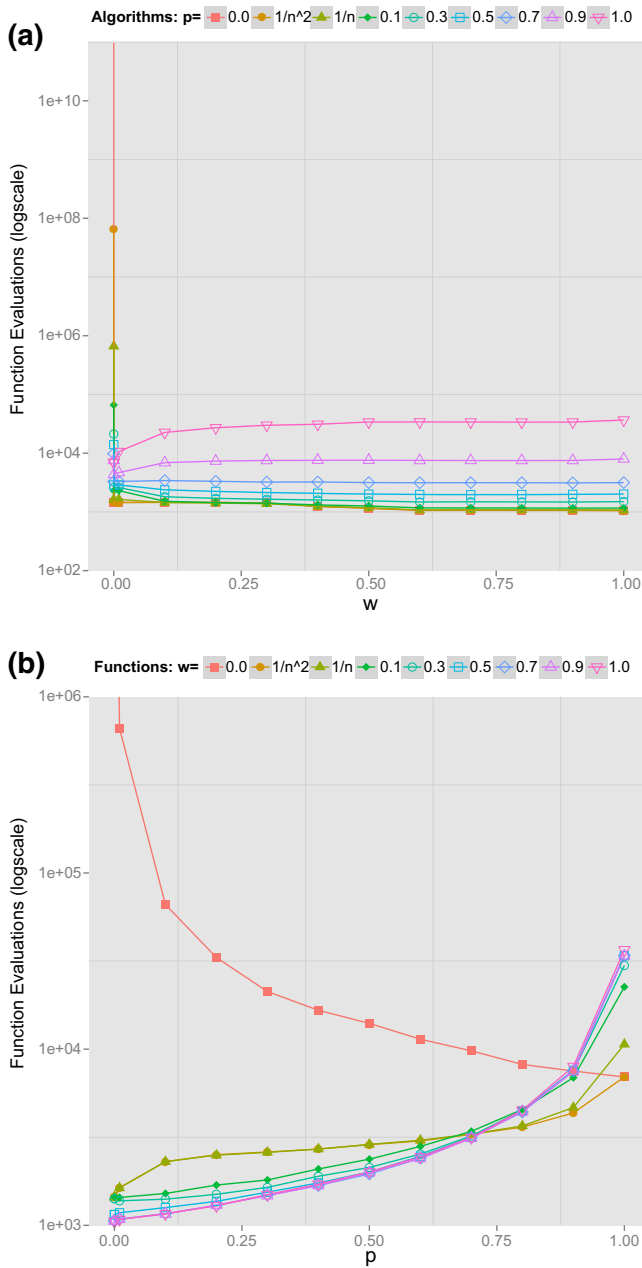 Algorithms: p= 0.0 1/n^2 1/n 0.1 0.3 0.5 0.7 0.9 1.0
(a)
1e+10
1e+08
1e+06
1e+04
1e+02
Function Evaluations (logscale)
0.00 0.25 0.50 0.75 1.00
w
(b)
Functions: w= 0.0 1/n^2 1/n 0.1 0.3 0.5 0.7 0.9 1.0
1e+06
1e+05
1e+04
1e+03
Function Evaluations (logscale)
0.00 0.25 0.50 0.75 1.00
p